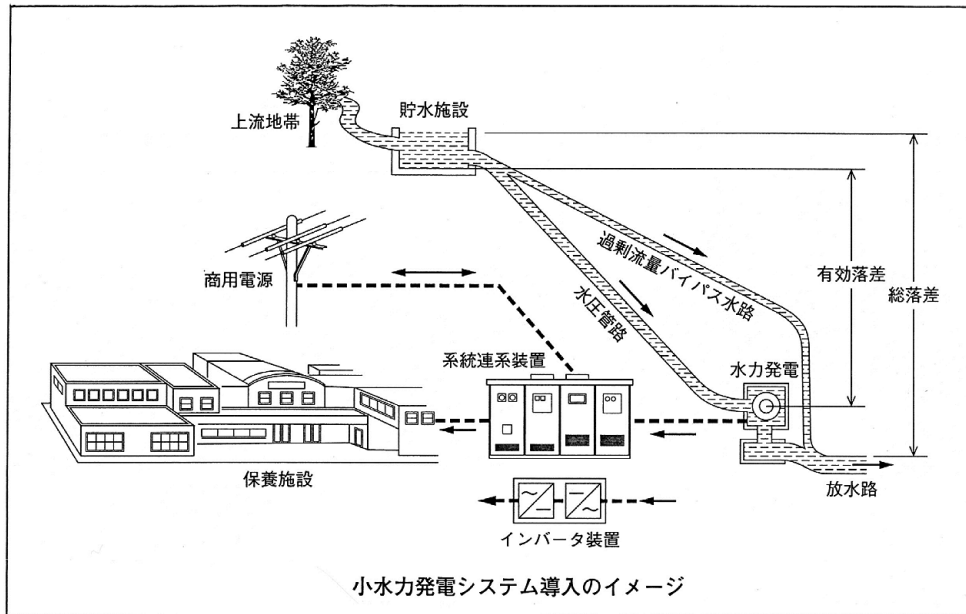 上流地帯
貯水施設
過剰流量バイパス水路
水圧管路
有効落差
総落差
商用電源
系統連系装置
水力発電
保養施設
放水路
インバータ装置
小水力発電システム導入のイメージ